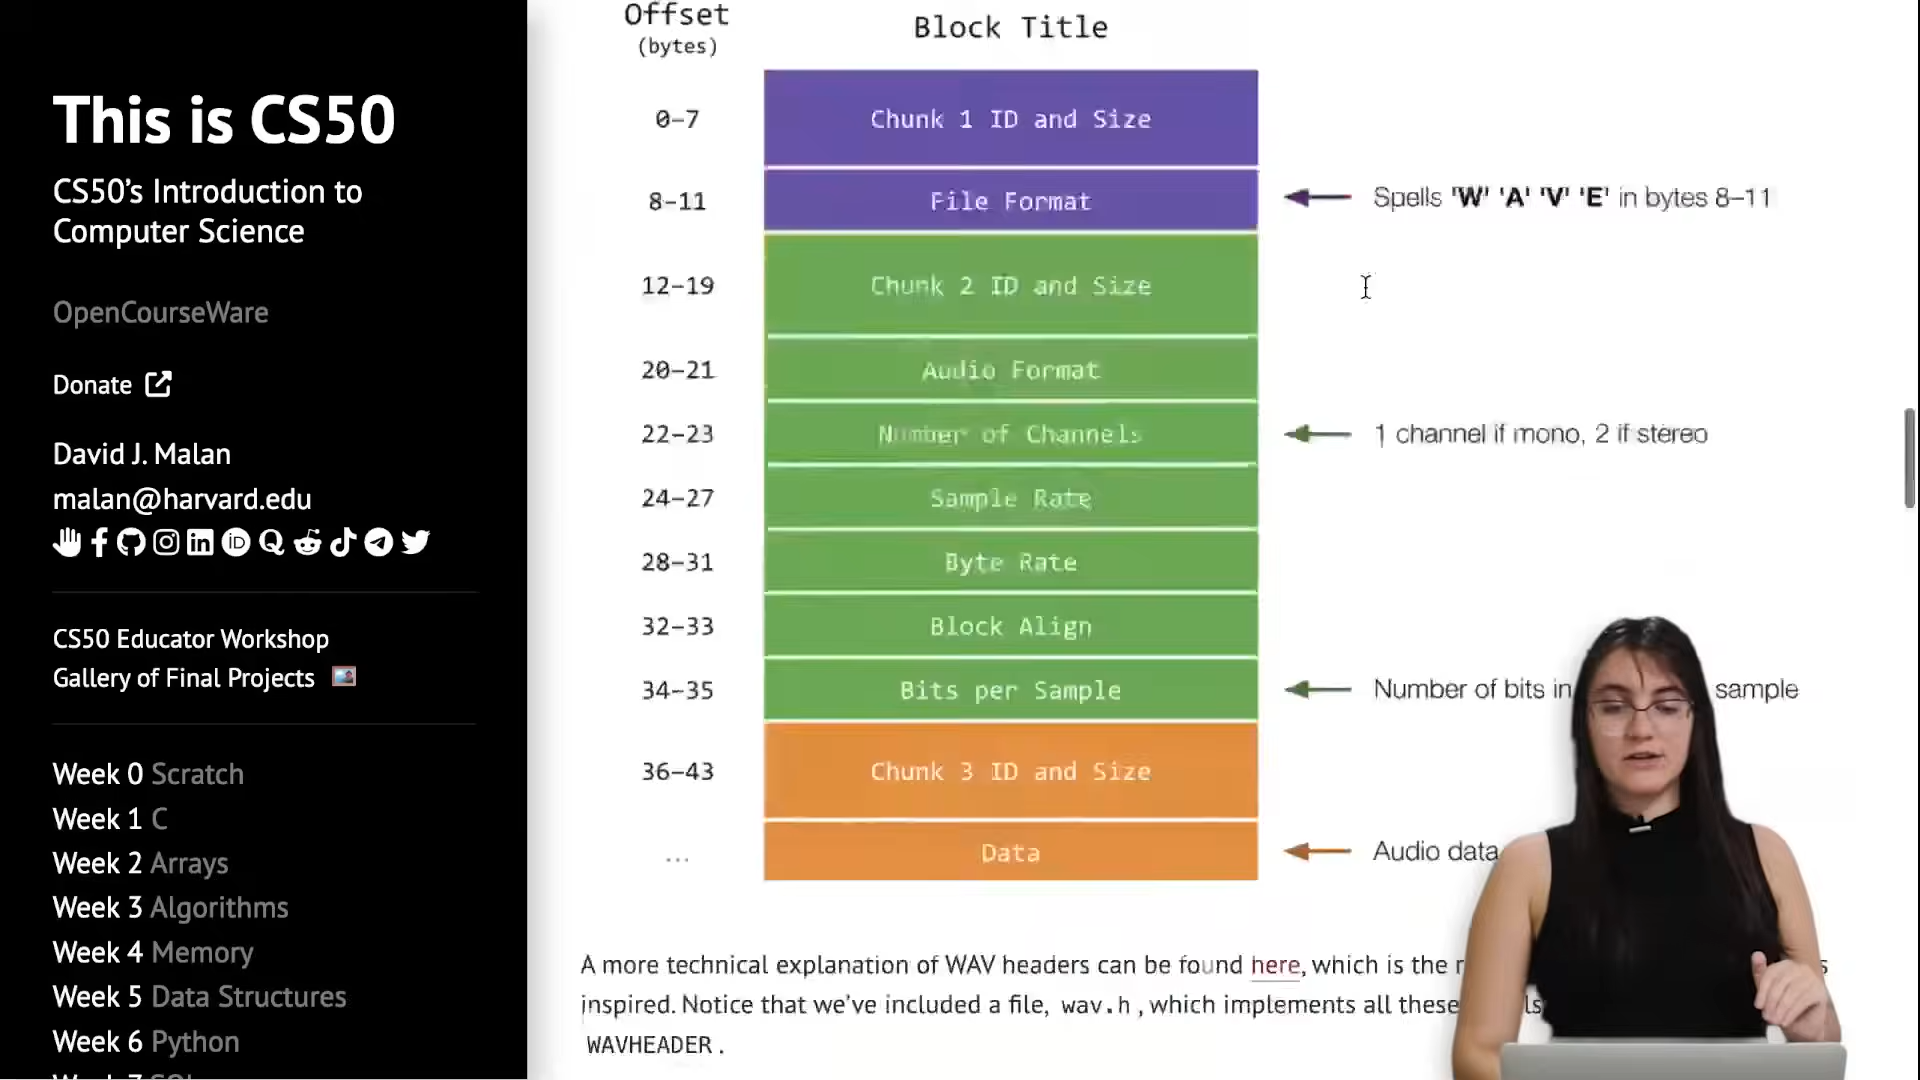 This is CS50
CS50’s Introduction to
Computer Science
OpenCourseWare
Donate
David J. Malan
malan@harvard.edu
iD
CS50 Educator Workshop
Gallery of Final Projects
Week 0 Scratch
Week 1 C
Week 2 Arrays
Week 3 Algorithms
Week 4 Memory
Week 5 Data Structures
Week 6 Python
Offset
(bytes)
Block Title
0–7
Chunk 1 ID and Size
8–11
File Format
Spells 'W' 'A' 'V' 'E' in bytes 8–11
12–19
Chunk 2 ID and Size
20–21
Audio Format
22–23
Number of Channels
1 channel if mono, 2 if stereo
24–27
Sample Rate
28–31
Byte Rate
32–33
Block Align
34–35
Bits per Sample
Number of bits in sample
36–43
Chunk 3 ID and Size
...
Data
Audio data
A more technical explanation of WAV headers can be found here, which is the
inspired. Notice that we’ve included a file, wav.h , which implements all these
WAVHEADER .